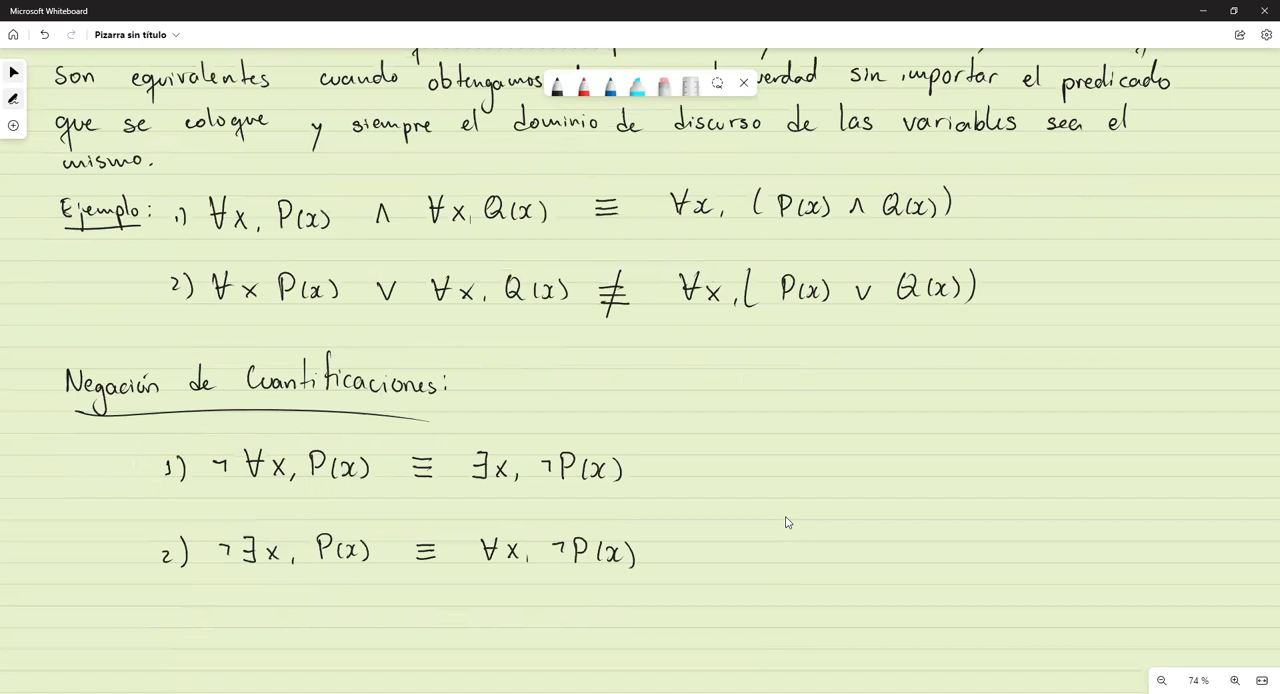 Microsoft Whiteboard
Pizarra sin título
son equivalentes cuando obtengamos verdad sin importar el predicado
que se coloque y siempre el dominio de discurso de las variables sea el
mismo.
Ejemplo: 1) ∀x, P(x) ∧ ∀x, Q(x) ≡ ∀x, (P(x) ∧ Q(x))
2) ∀x P(x) ∨ ∀x, Q(x) ≢ ∀x, (P(x) ∨ Q(x))
Negación de Cuantificaciones:
1) ¬∀x, P(x) ≡ ∃x, ¬P(x)
2) ¬∃x, P(x) ≡ ∀x, ¬P(x)
74 %